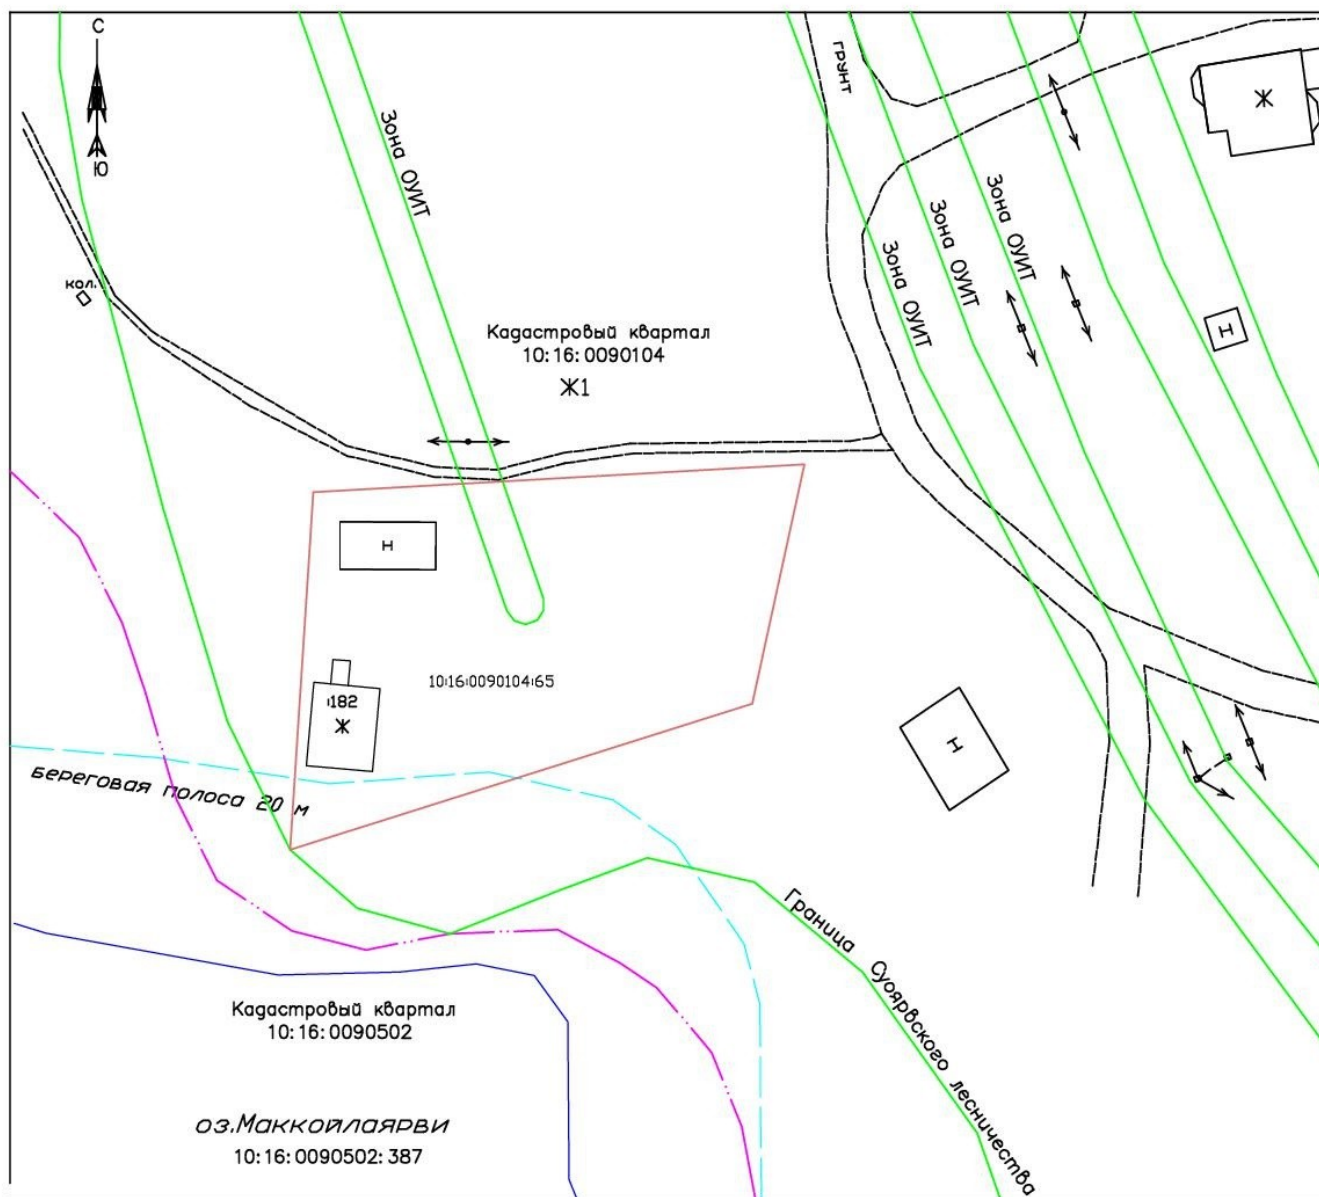 С
Ю
ГРУНТ
Ж
Зона ОУИТ
Зона ОУИТ
Зона ОУИТ
Зона ОУИТ
кол.
Н
Кадастровый квартал
10:16:0090104
Ж1
Н
:182
Ж
10:16:0090104:65
Н
Береговая полоса 20 м
Граница Суоярвского лесничества
Кадастровый квартал
10:16:0090502
оз.Маккойлаярви
10:16:0090502:387